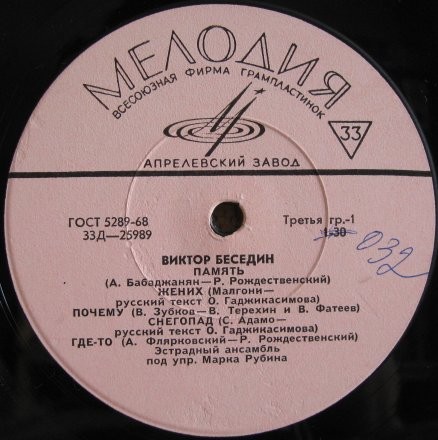 МЕЛОДИЯ
ВСЕСОЮЗНАЯ ФИРМА ГРАМПЛАСТИНОК
33
АПРЕЛЕВСКИЙ ЗАВОД
ГОСТ 5289-68
33Д—25989
Третья гр.-1
1-30
032
ВИКТОР БЕСЕДИН
ПАМЯТЬ
(А. Бабаджанян—Р. Рождественский)
ЖЕНИХ (Малгони—
русский текст О. Гаджикасимова)
ПОЧЕМУ (В. Зубков—В. Терехин и В. Фатеев)
СНЕГОПАД (С. Адамо—
русский текст О. Гаджикасимова)
ГДЕ-ТО (А. Флярковский—Р. Рождественский)
Эстрадный ансамбль
под упр. Марка Рубина